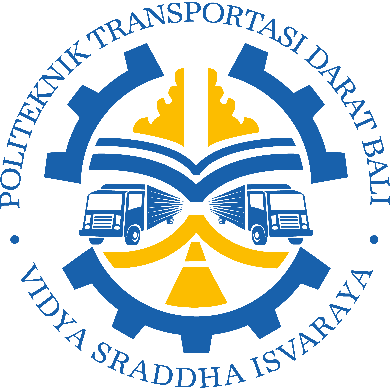 POLITEKNIK TRANSPORTASI DARAT BALI
VIDYA SRADDHA ISVARAYA